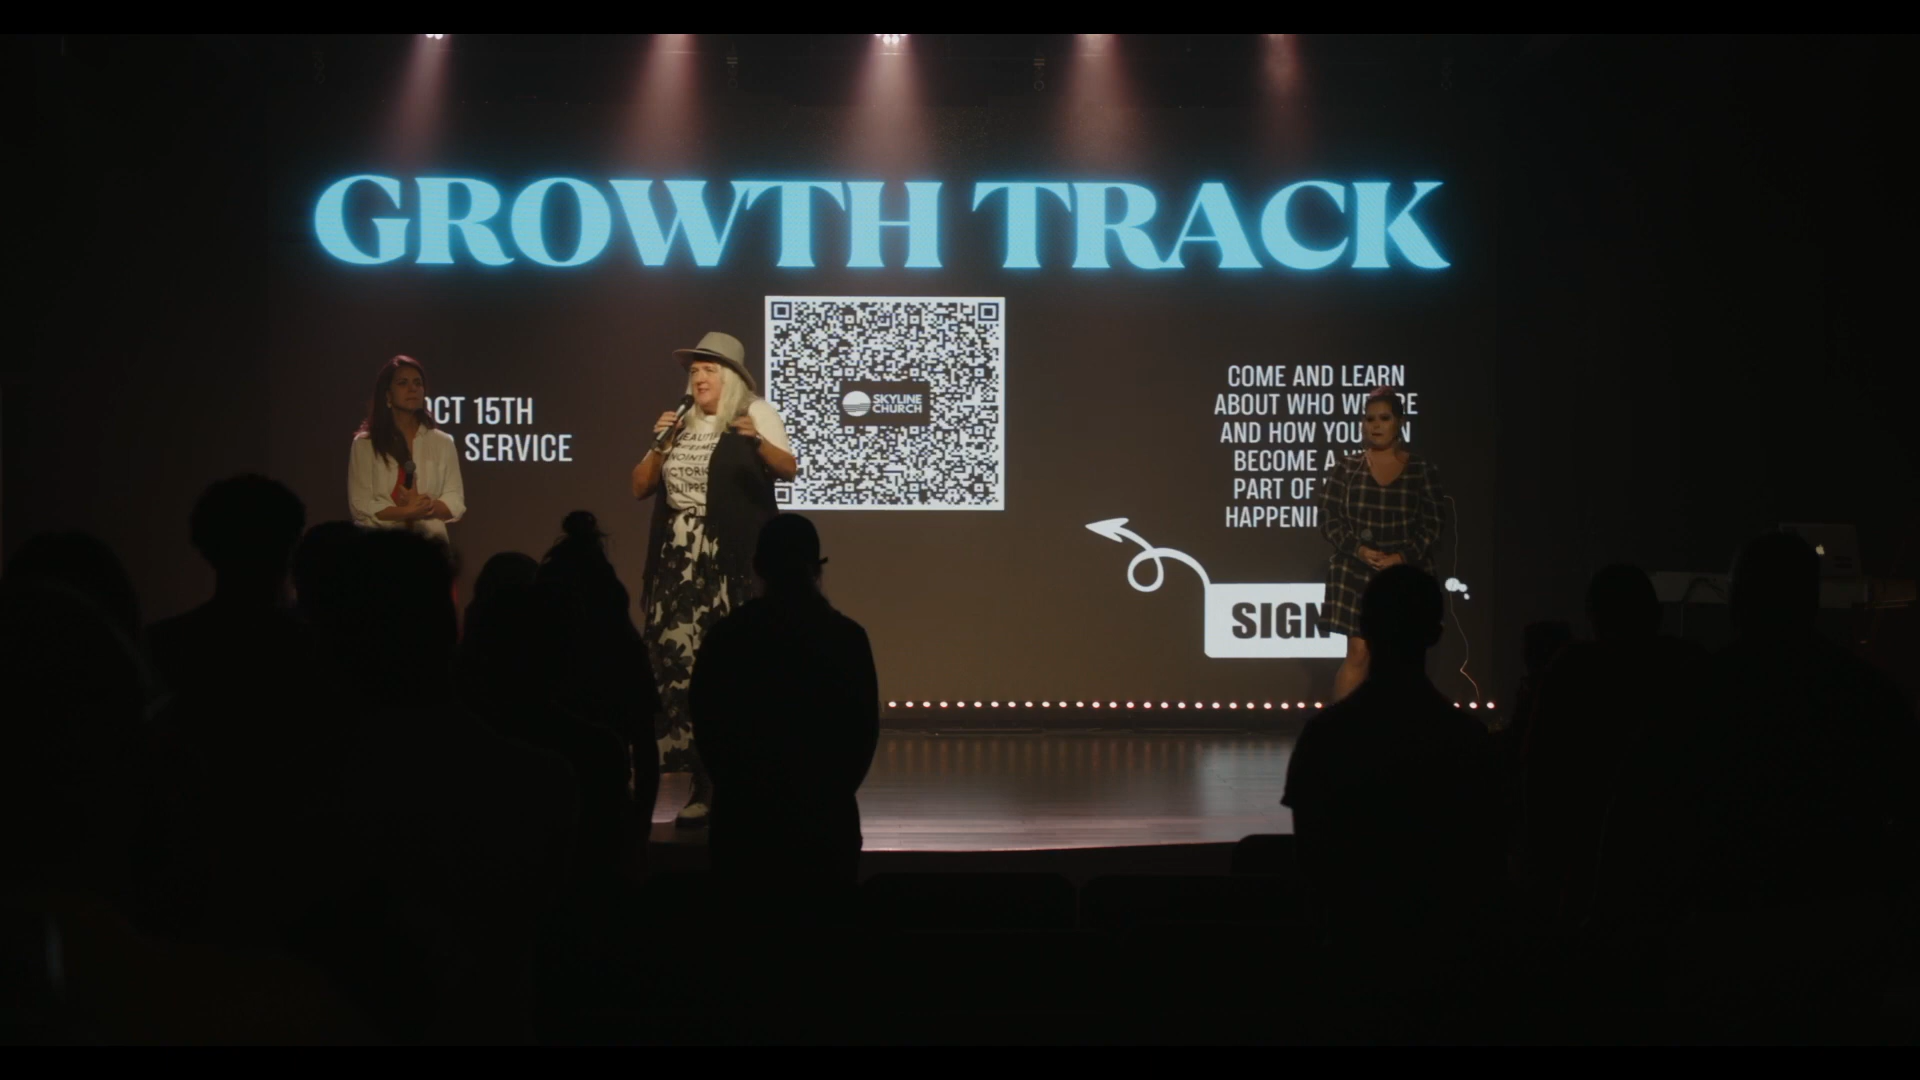 GROWTH TRACK
OCT 15TH
SERVICE
SKYLINE
CHURCH
COME AND LEARN
ABOUT WHO WE
AND HOW YOU
BECOME A
PART OF
SIGN